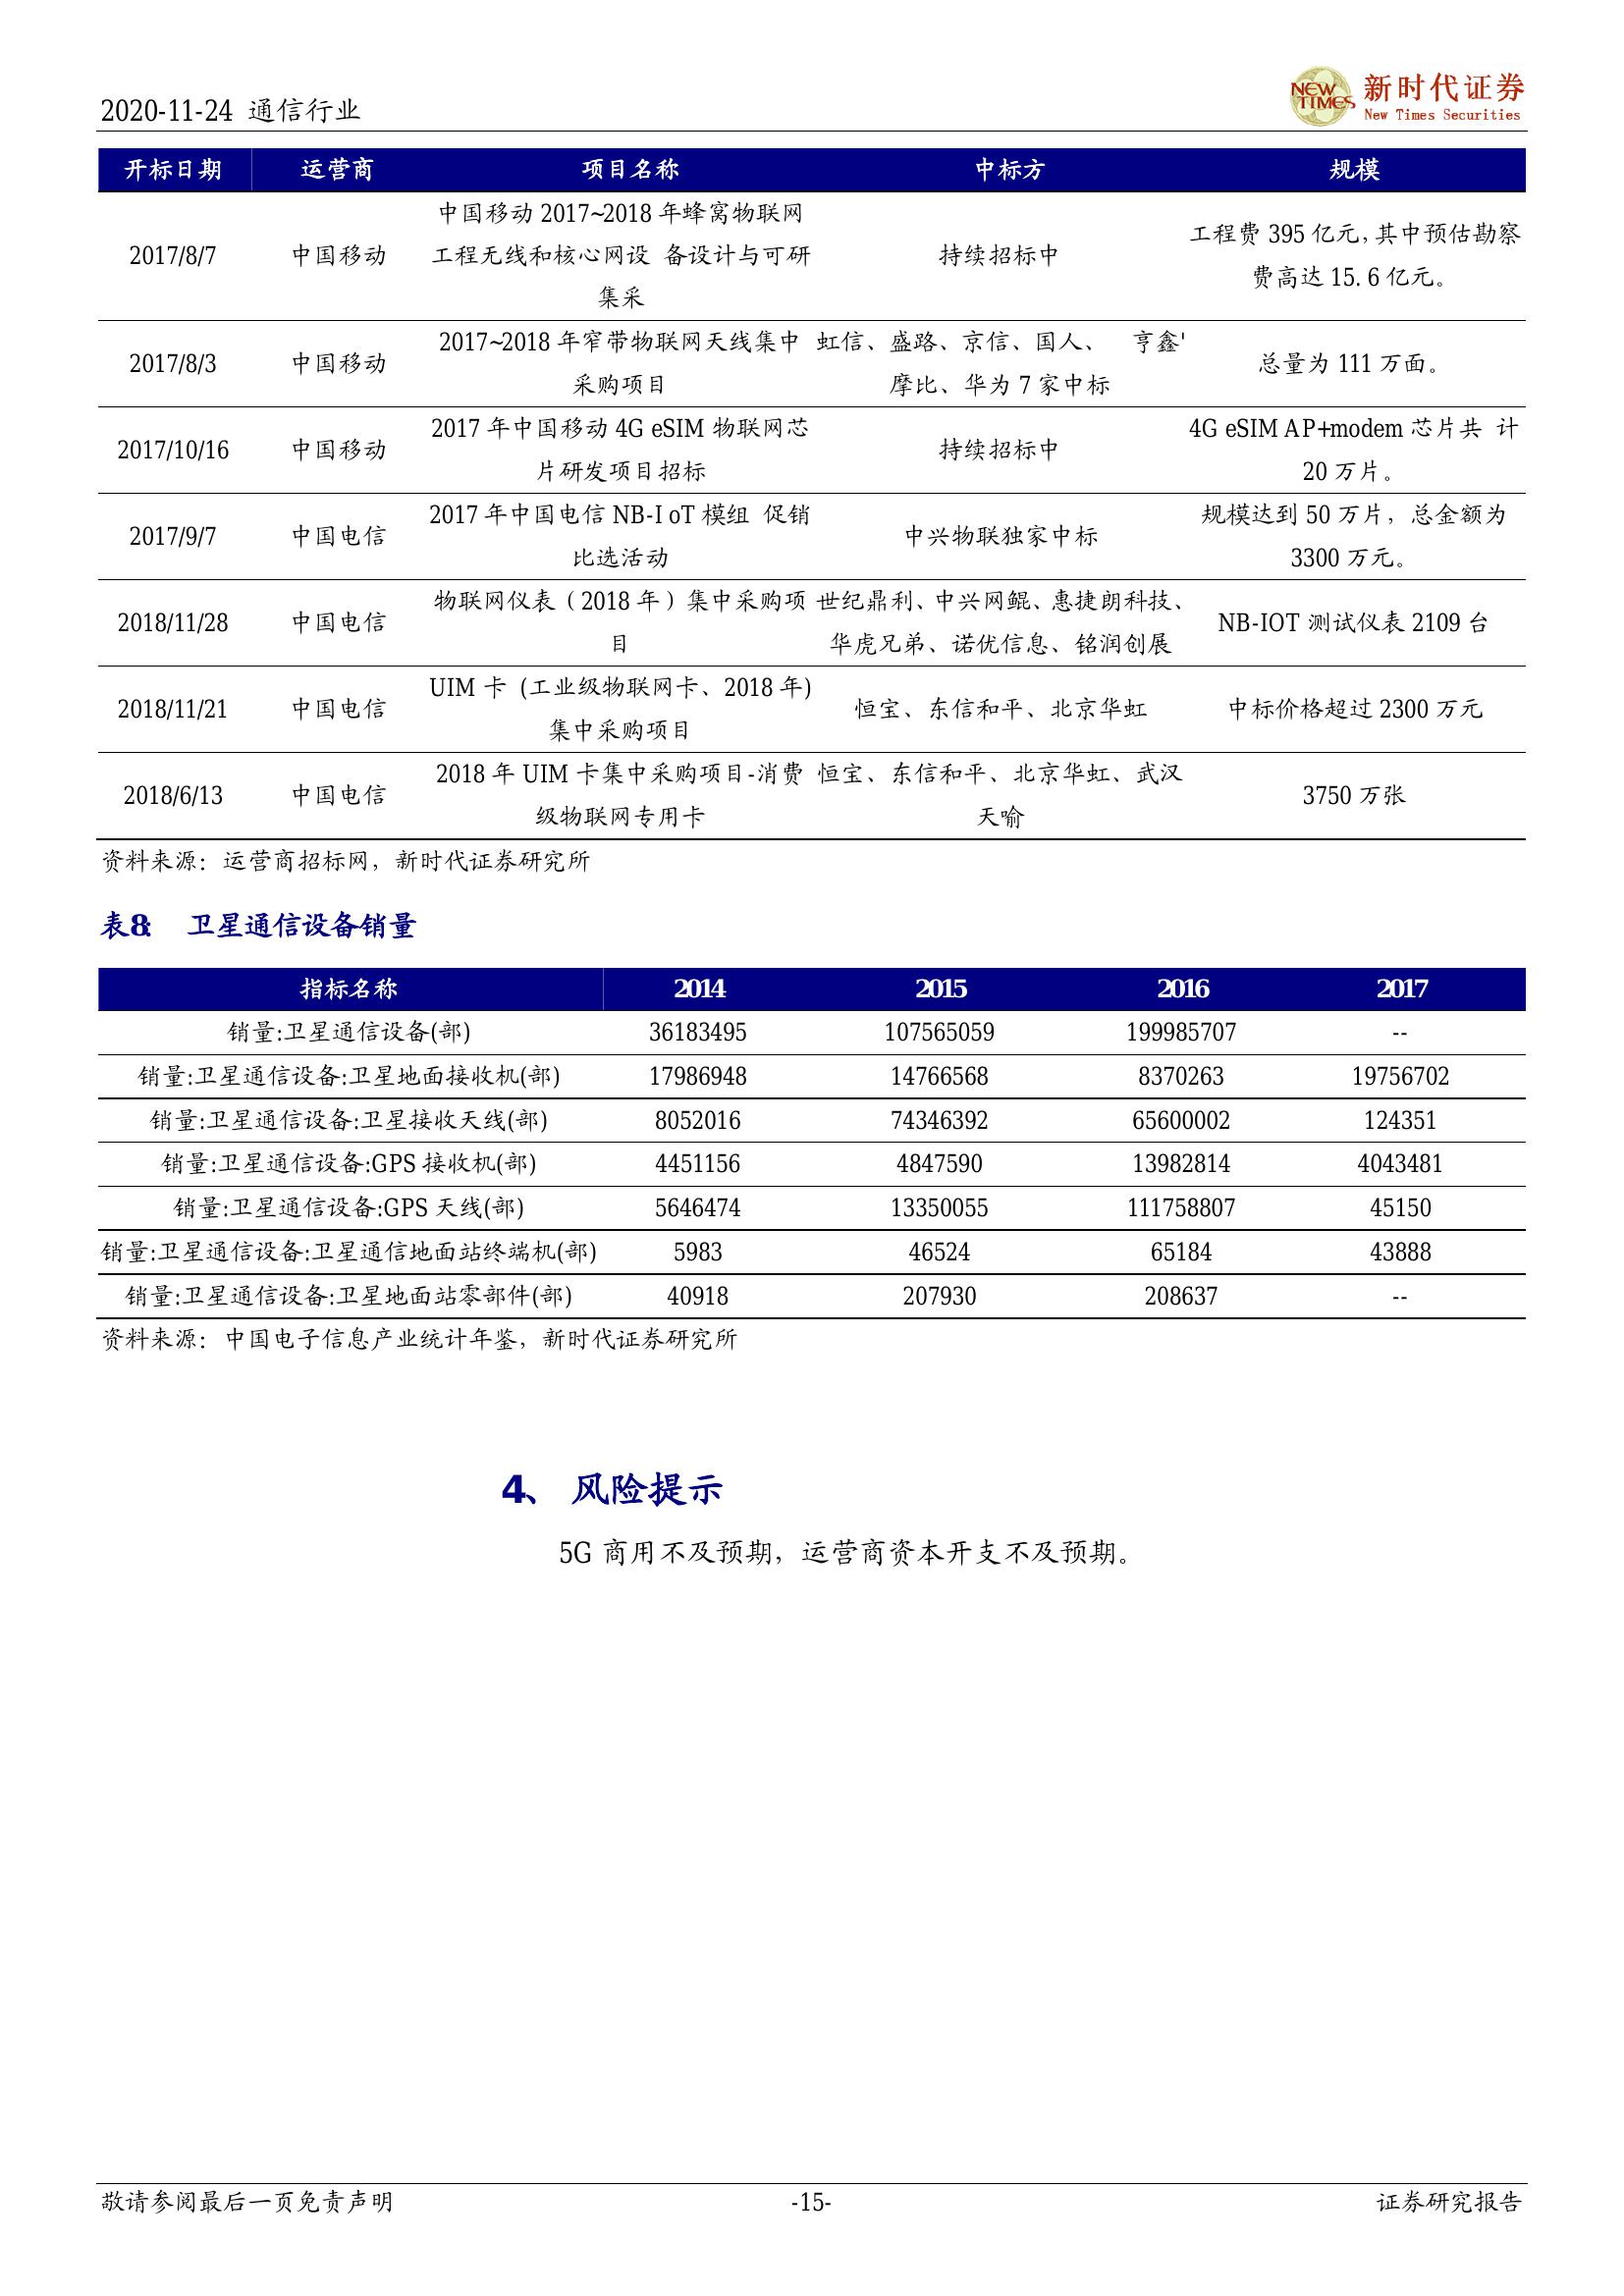 2020-11-24 通信行业
NEW
TIMES
新时代证券
New Times Securities
开标日期 运营商 项目名称 中标方 规模
中国移动 2017~2018 年蜂窝物联网
工程无线和核心网设 备设计与可研
集采
2017/8/7 中国移动 持续招标中
工程费 395 亿元，其中预估勘察
费高达 15. 6 亿元。
2017/8/3 中国移动
2017~2018 年窄带物联网天线集中
采购项目
虹信、盛路、京信、国人、 亨鑫'
摩比、华为 7 家中标
总量为 111 万面。
2017/10/16 中国移动
2017 年中国移动 4G eSIM 物联网芯
片研发项目招标
持续招标中
4G eSIM AP+modem 芯片共 计
20 万片。
2017/9/7 中国电信
2017 年中国电信 NB-I oT 模组 促销
比选活动
中兴物联独家中标
规模达到 50 万片，总金额为
3300 万元。
2018/11/28 中国电信
物联网仪表（2018 年）集中采购项
目
世纪鼎利、中兴网鲲、惠捷朗科技、
华虎兄弟、诺优信息、铭润创展
NB-IOT 测试仪表 2109 台
2018/11/21 中国电信
UIM 卡 (工业级物联网卡、2018 年)
集中采购项目
恒宝、东信和平、北京华虹
中标价格超过 2300 万元
2018/6/13 中国电信
2018 年 UIM 卡集中采购项目-消费
级物联网专用卡
恒宝、东信和平、北京华虹、武汉
天喻
3750 万张
资料来源：运营商招标网，新时代证券研究所
表8： 卫星通信设备销量
指标名称 2014 2015 2016 2017
销量:卫星通信设备(部) 36183495 107565059 199985707 --
销量:卫星通信设备:卫星地面接收机(部) 17986948 14766568 8370263 19756702
销量:卫星通信设备:卫星接收天线(部) 8052016 74346392 65600002 124351
销量:卫星通信设备:GPS 接收机(部) 4451156 4847590 13982814 4043481
销量:卫星通信设备:GPS 天线(部) 5646474 13350055 111758807 45150
销量:卫星通信设备:卫星通信地面站终端机(部) 5983 46524 65184 43888
销量:卫星通信设备:卫星地面站零部件(部) 40918 207930 208637 --
资料来源：中国电子信息产业统计年鉴，新时代证券研究所
4、 风险提示
5G 商用不及预期，运营商资本开支不及预期。
敬请参阅最后一页免责声明 -15- 证券研究报告